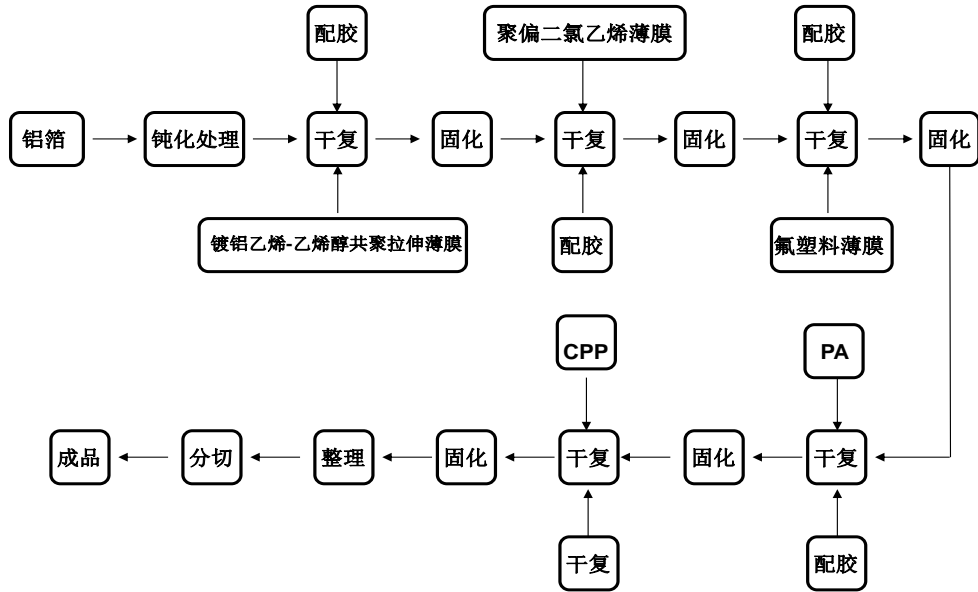 配胶
聚偏二氯乙烯薄膜
配胶
铝箔
钝化处理
干复
固化
干复
固化
干复
固化
镀铝乙烯-乙烯醇共聚拉伸薄膜
配胶
氟塑料薄膜
CPP
PA
成品
分切
整理
固化
干复
固化
干复
干复
配胶